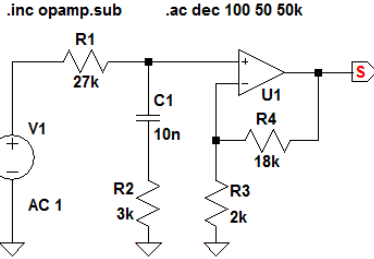 .inc opamp.sub .ac dec 100 50 50k
R1
27k
S
V1
C1
10n
U1
R4
18k
AC 1
R2
3k
R3
2k